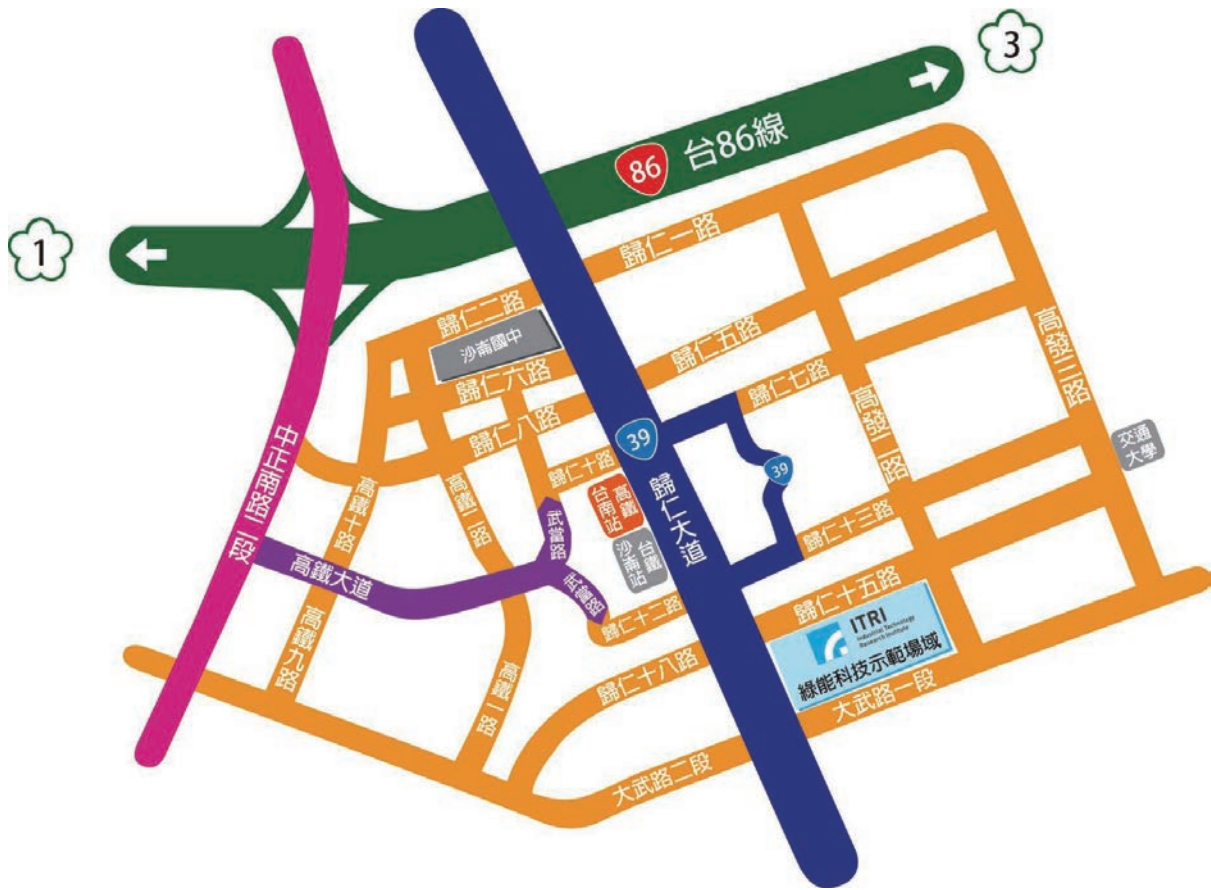 3
台86線
86
1
歸仁一路
歸仁二路
沙崙國中
歸仁六路
歸仁五路
歸仁七路
高發三路
高發二路
歸仁八路
39
歸仁十路
高鐵
台南站
台鐵
沙崙站
歸仁大道
39
交通
大學
中正南路二段
高鐵十路
高鐵二路
武當路
武當路
高鐵大道
歸仁十三路
歸仁十五路
歸仁十二路
高鐵九路
高鐵一路
歸仁十八路
ITRI
Industrial Technology
Research Institute
綠能科技示範場域
大武路一段
大武路二段